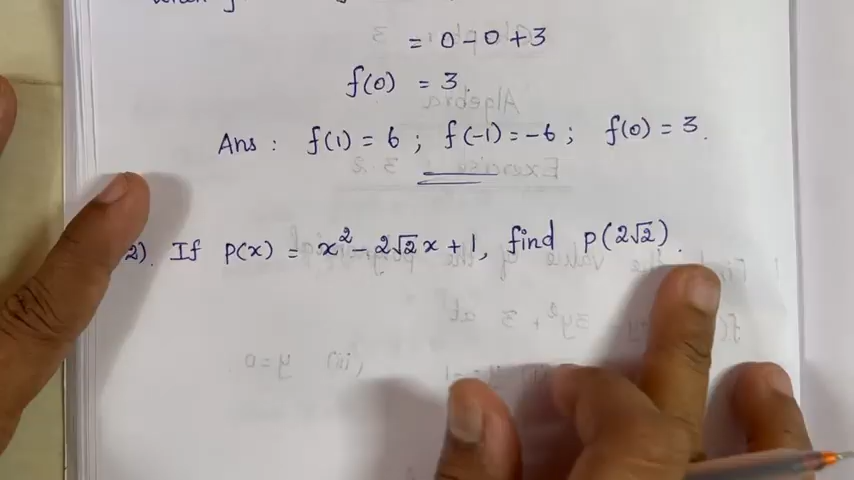 = 0 - 0 + 3
f(0) = 3.
Ans : f(1) = 6 ; f(-1) = -6 ; f(0) = 3.
2). If p(x) = x² - 2√2x + 1, find p(2√2).